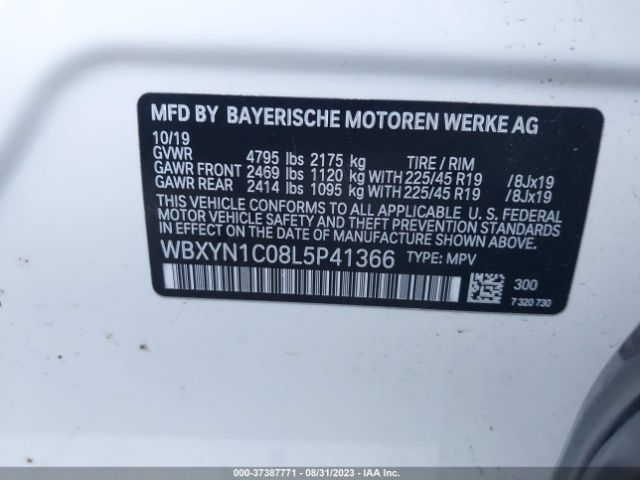 MFD BY BAYERISCHE MOTOREN WERKE AG
10/19
GVWR 4795 lbs 2175 kg TIRE / RIM
GAWR FRONT 2469 lbs 1120 kg WITH 225/45 R19 /8Jx19
GAWR REAR 2414 lbs 1095 kg WITH 225/45 R19 /8Jx19
THIS VEHICLE CONFORMS TO ALL APPLICABLE U.S. FEDERAL
MOTOR VEHICLE SAFETY AND THEFT PREVENTION STANDARDS
IN EFFECT ON THE DATE OF MANUFACTURE SHOWN ABOVE.
WBXYN1C08L5P41366 TYPE: MPV
300
7 320 730
000-37387771 - 08/31/2023 - IAA Inc.